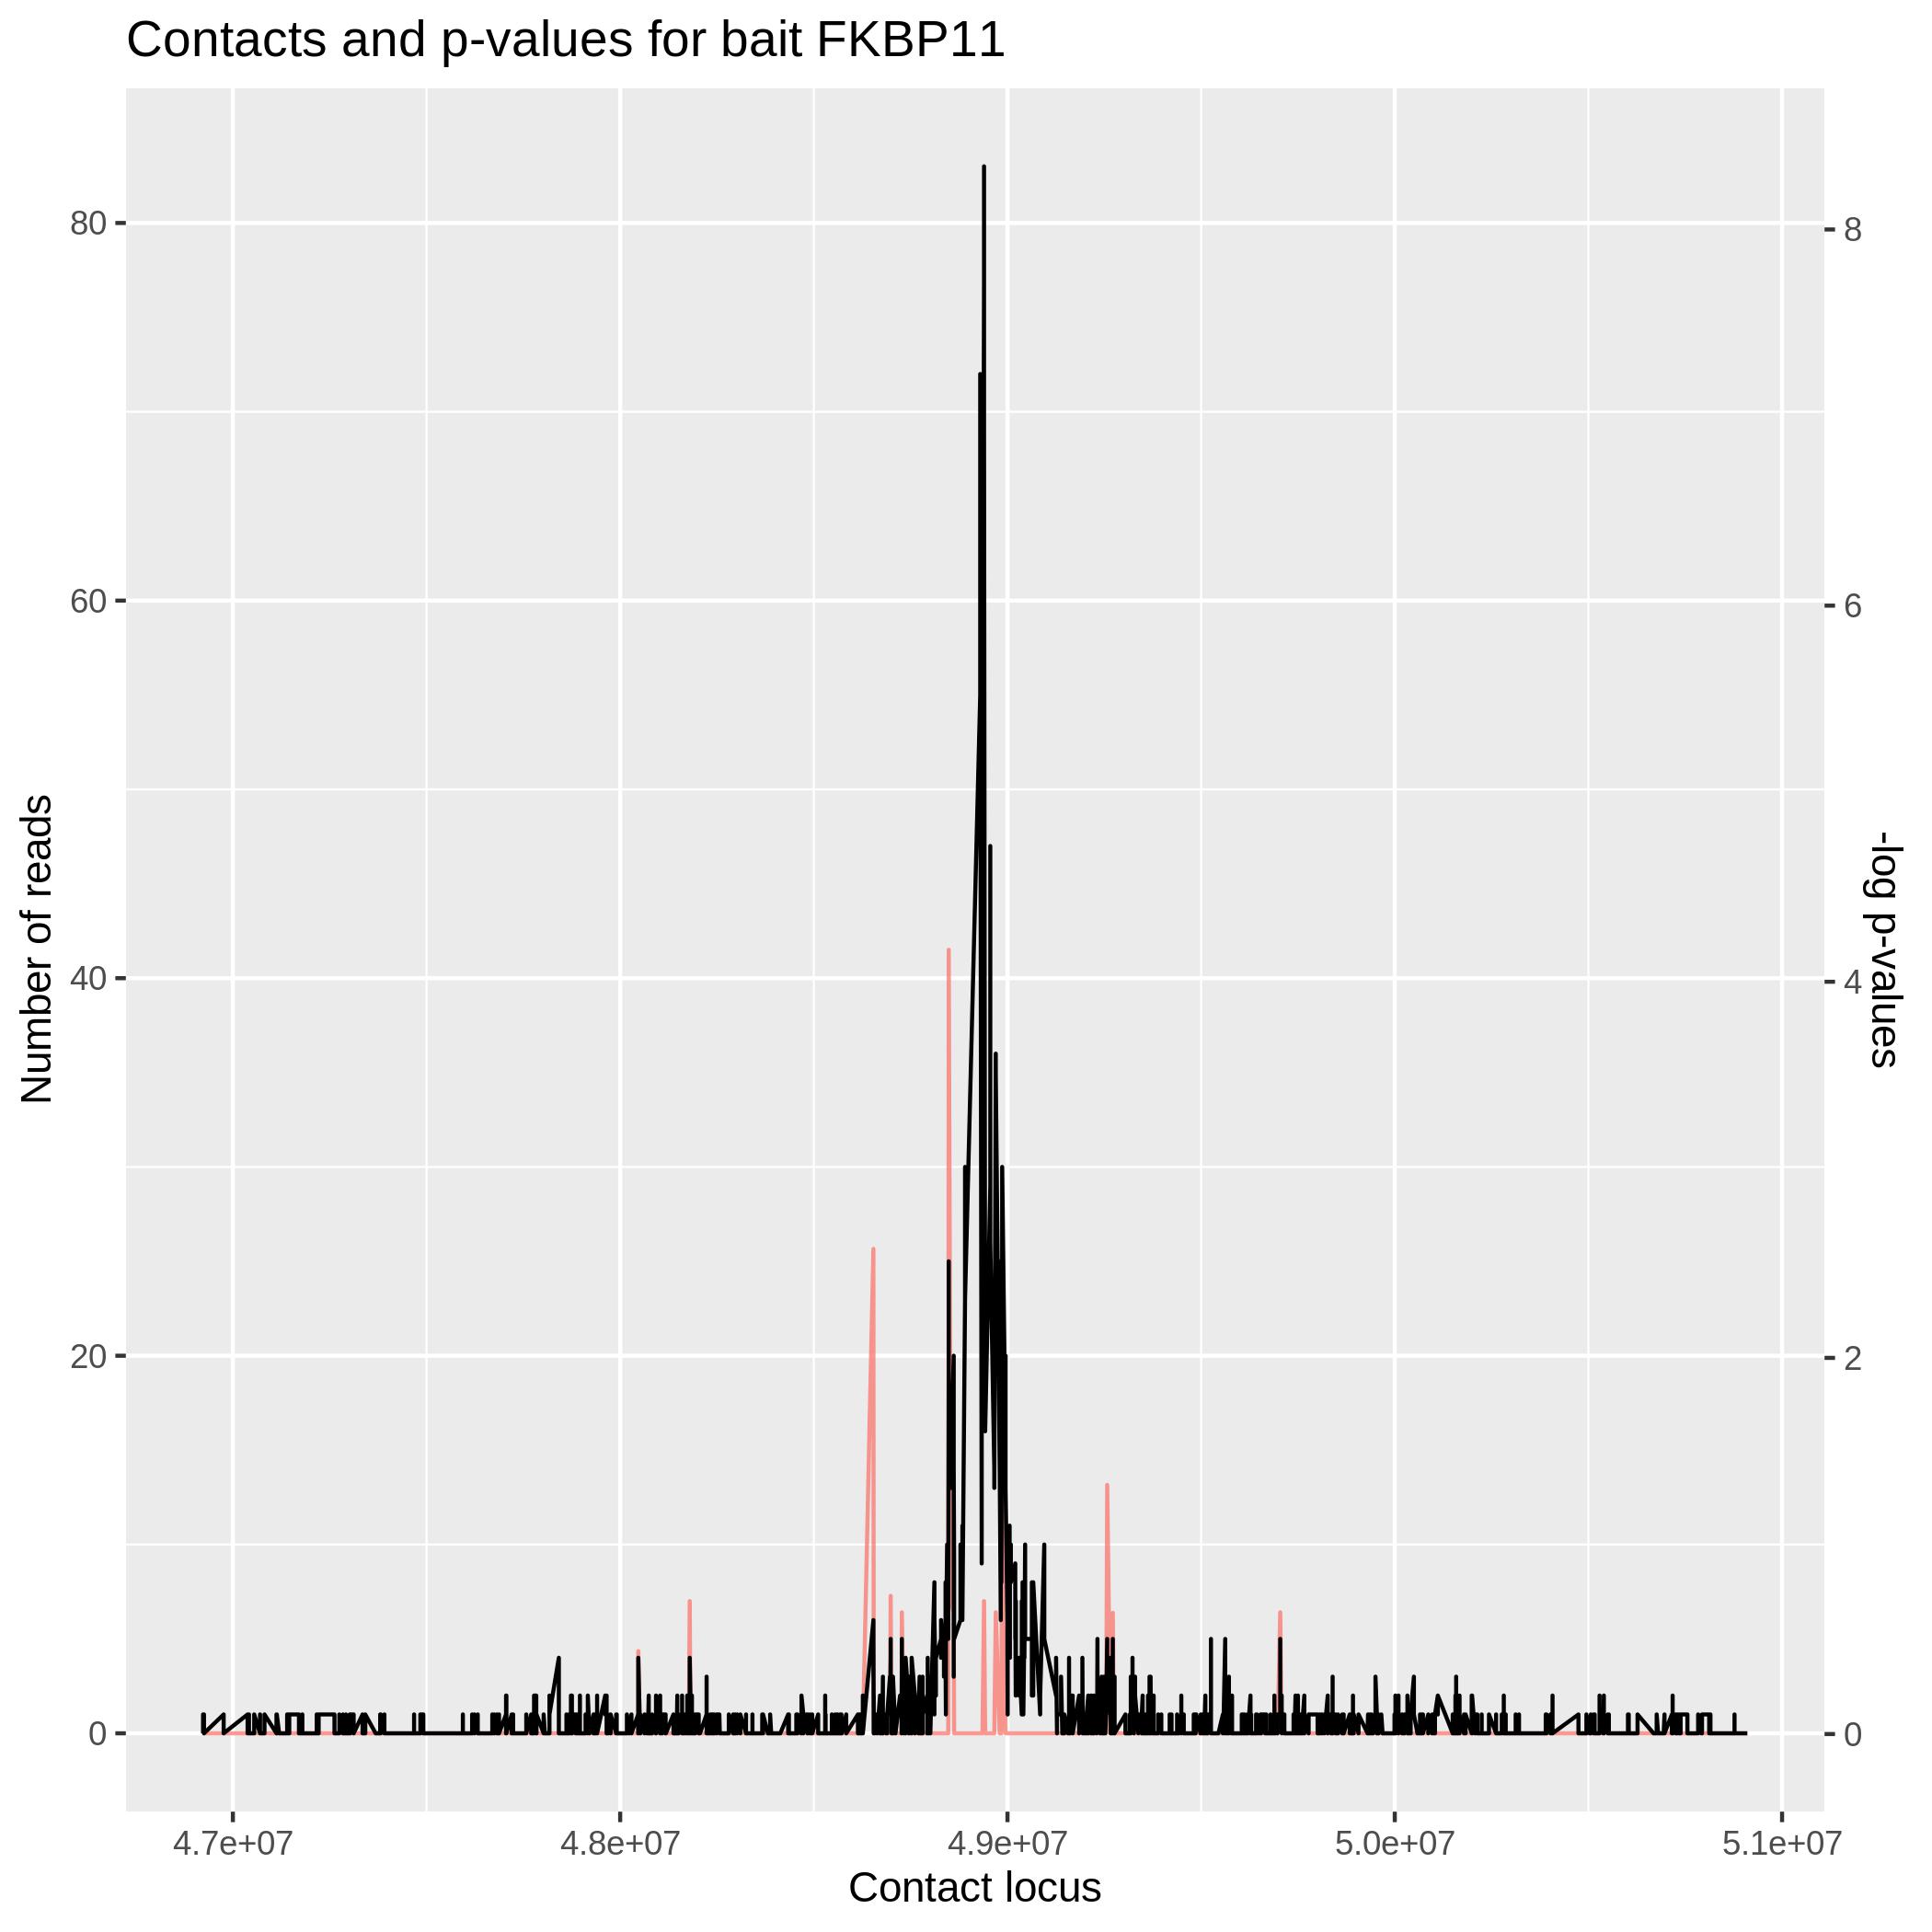 Contacts and p-values for bait FKBP11
80
60
40
20
0
Number of reads
8
6
4
2
0
-log p-values
4.7e+07
4.8e+07
4.9e+07
5.0e+07
5.1e+07
Contact locus